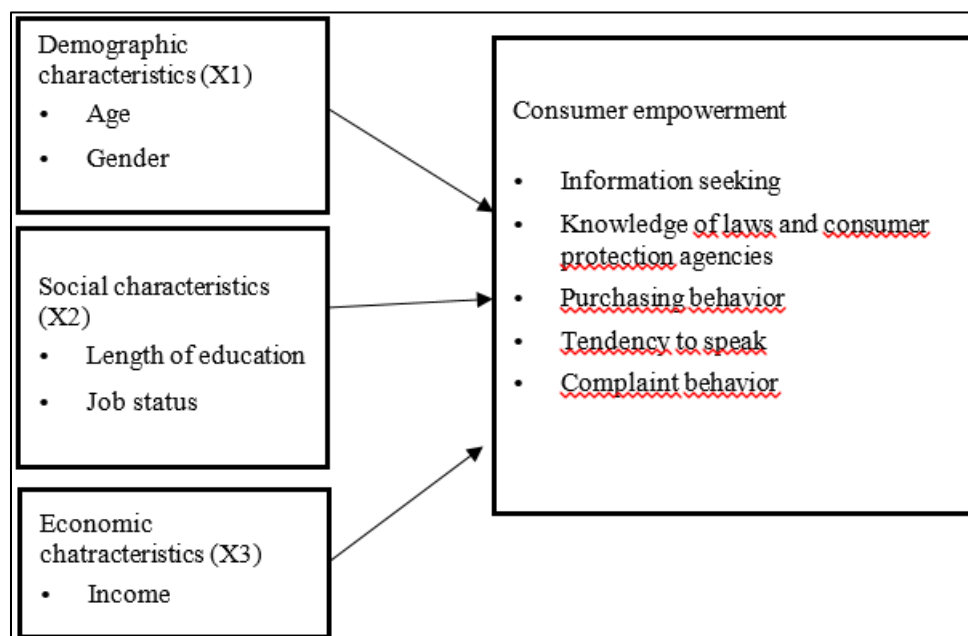 Demographic
characteristics (X1)
• Age
• Gender
Social characteristics
(X2)
• Length of education
• Job status
Economic
chatracteristics (X3)
• Income
Consumer empowerment
• Information seeking
• Knowledge of laws and consumer
protection agencies
• Purchasing behavior
• Tendency to speak
• Complaint behavior